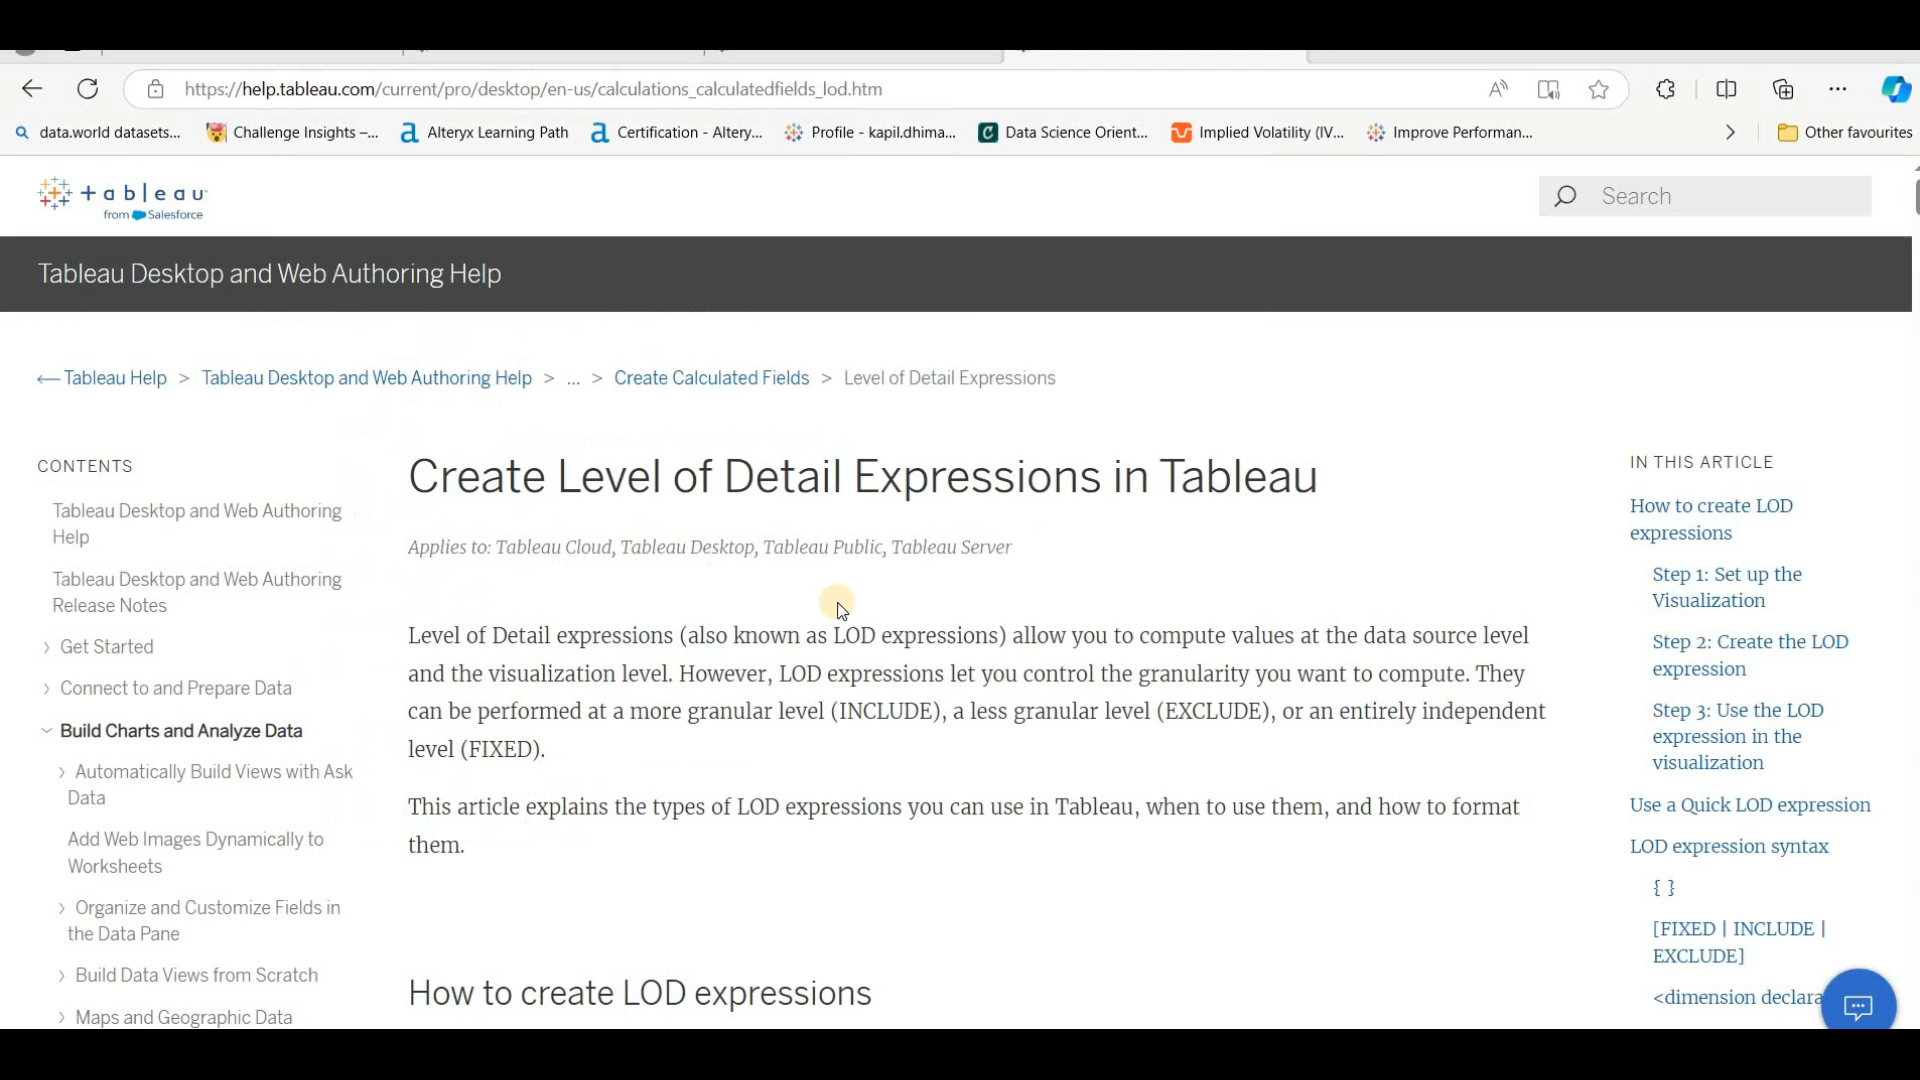 https://help.tableau.com/current/pro/desktop/en-us/calculations_calculatedfields_lod.htm
data.world datasets...
Challenge Insights –...
Alteryx Learning Path
Certification - Altery...
Profile - kapil.dhima...
Data Science Orient...
Implied Volatility (IV...
Improve Performan...
Other favourites
+ a b | e a u
from Salesforce
Search
Tableau Desktop and Web Authoring Help
Tableau Help > Tableau Desktop and Web Authoring Help > ... > Create Calculated Fields > Level of Detail Expressions
CONTENTS
Tableau Desktop and Web Authoring
Help
Tableau Desktop and Web Authoring
Release Notes
Get Started
Connect to and Prepare Data
Build Charts and Analyze Data
Automatically Build Views with Ask
Data
Add Web Images Dynamically to
Worksheets
Organize and Customize Fields in
the Data Pane
Build Data Views from Scratch
Maps and Geographic Data
Create Level of Detail Expressions in Tableau
Applies to: Tableau Cloud, Tableau Desktop, Tableau Public, Tableau Server
Level of Detail expressions (also known as LOD expressions) allow you to compute values at the data source level
and the visualization level. However, LOD expressions let you control the granularity you want to compute. They
can be performed at a more granular level (INCLUDE), a less granular level (EXCLUDE), or an entirely independent
level (FIXED).
This article explains the types of LOD expressions you can use in Tableau, when to use them, and how to format
them.
How to create LOD expressions
IN THIS ARTICLE
How to create LOD
expressions
Step 1: Set up the
Visualization
Step 2: Create the LOD
expression
Step 3: Use the LOD
expression in the
visualization
Use a Quick LOD expression
LOD expression syntax
{ }
[FIXED | INCLUDE |
EXCLUDE]
<dimension declara